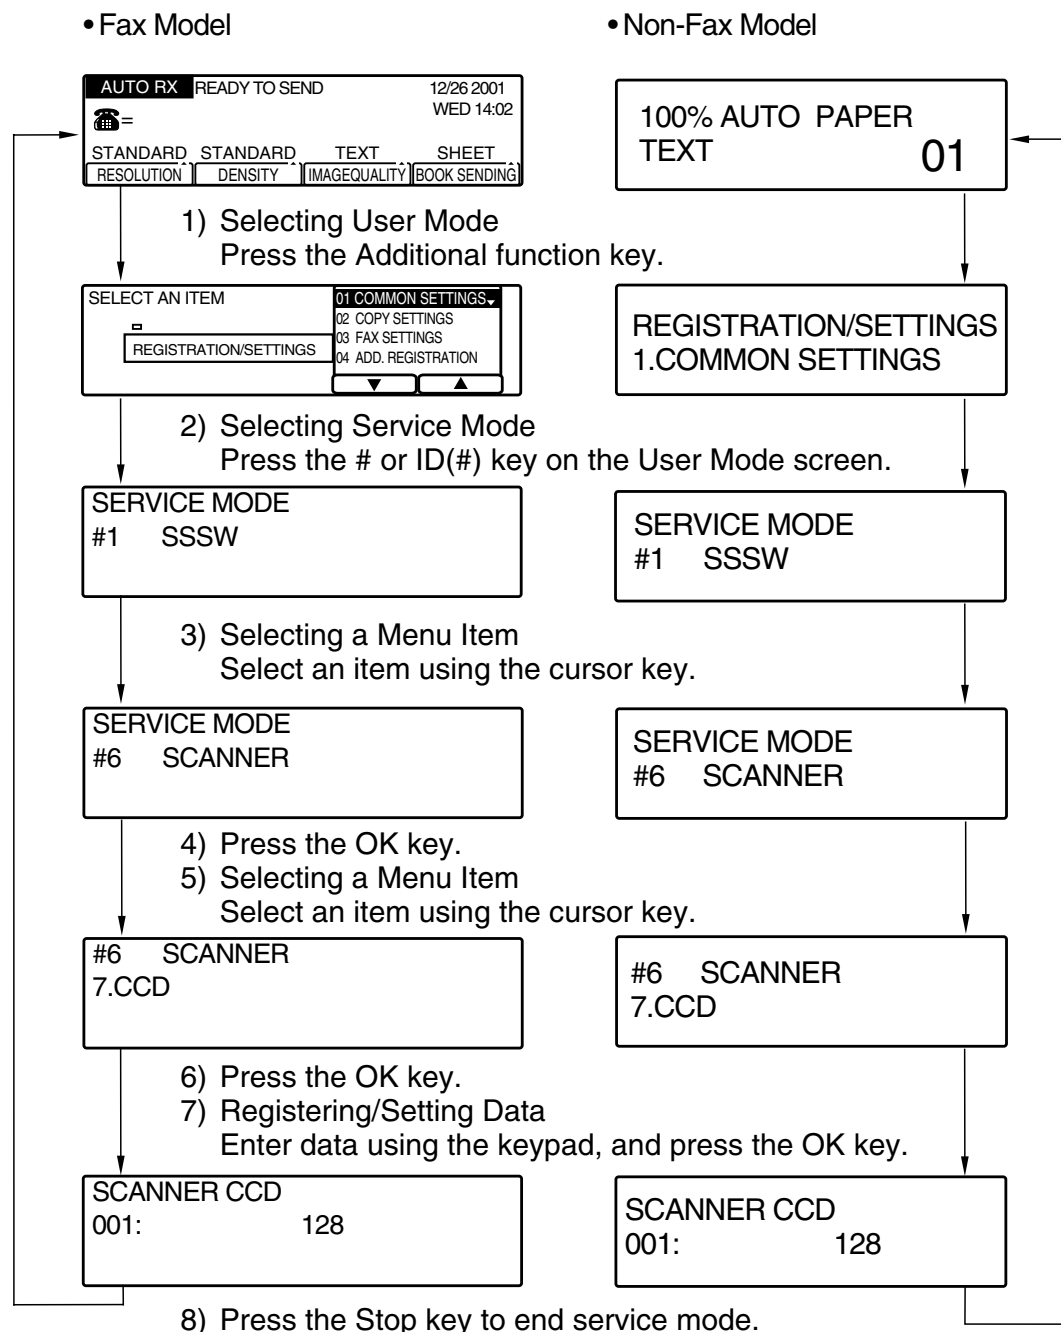 • Fax Model
• Non-Fax Model
AUTO RX READY TO SEND 12/26 2001
WED 14:02
=
STANDARD STANDARD TEXT SHEET
RESOLUTION DENSITY IMAGEQUALITY BOOK SENDING
100% AUTO PAPER
TEXT 01
1) Selecting User Mode
Press the Additional function key.
SELECT AN ITEM
REGISTRATION/SETTINGS
01 COMMON SETTINGS
02 COPY SETTINGS
03 FAX SETTINGS
04 ADD. REGISTRATION
REGISTRATION/SETTINGS
1.COMMON SETTINGS
2) Selecting Service Mode
Press the # or ID(#) key on the User Mode screen.
SERVICE MODE
#1 SSSW
SERVICE MODE
#1 SSSW
3) Selecting a Menu Item
Select an item using the cursor key.
SERVICE MODE
#6 SCANNER
SERVICE MODE
#6 SCANNER
4) Press the OK key.
5) Selecting a Menu Item
Select an item using the cursor key.
#6 SCANNER
7.CCD
#6 SCANNER
7.CCD
6) Press the OK key.
7) Registering/Setting Data
Enter data using the keypad, and press the OK key.
SCANNER CCD
001: 128
SCANNER CCD
001: 128
8) Press the Stop key to end service mode.